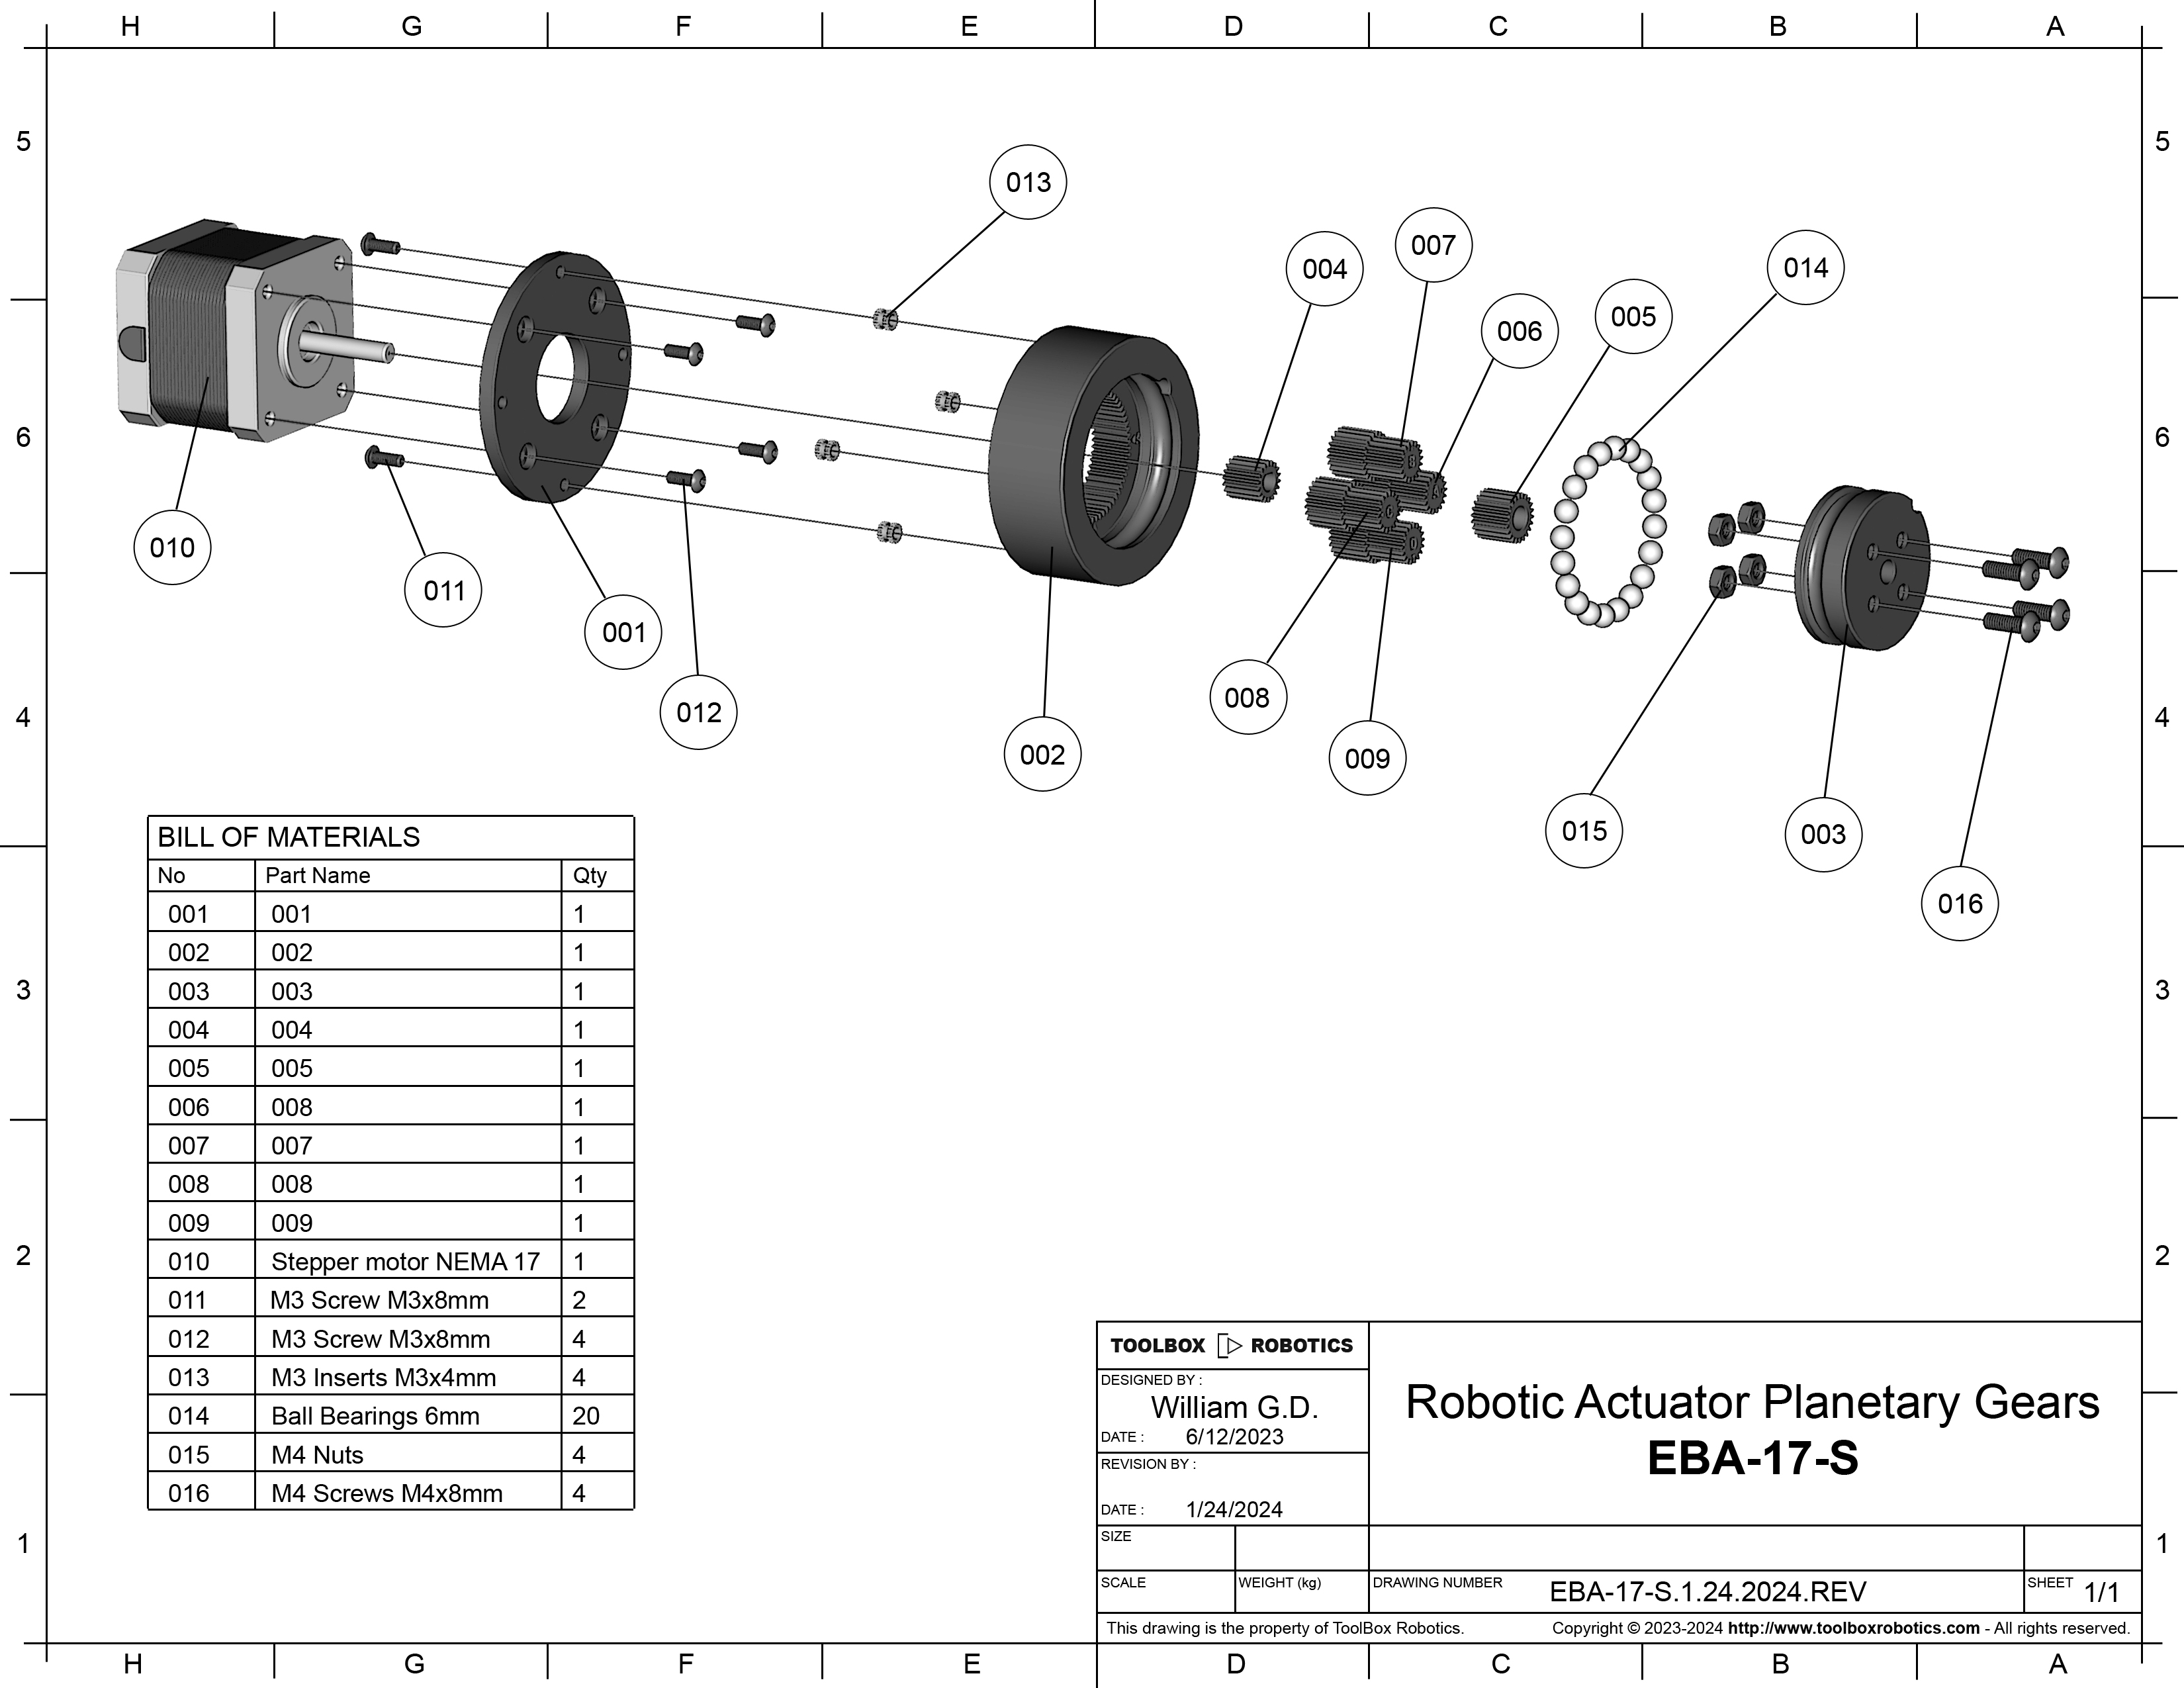 H G F E D C B A
5 5
013
007
004
014
005
006
6 6
010
011
001
008
012
4 4
002
009
015
003
016
BILL OF MATERIALS
No Part Name Qty
001 001 1
002 002 1
003 003 1
3 3
004 004 1
005 005 1
006 008 1
007 007 1
008 008 1
009 009 1
2 2
010 Stepper motor NEMA 17 1
011 M3 Screw M3x8mm 2
012 M3 Screw M3x8mm 4
013 M3 Inserts M3x4mm 4
014 Ball Bearings 6mm 20
015 M4 Nuts 4
016 M4 Screws M4x8mm 4
TOOLBOX ROBOTICS
DESIGNED BY :
William G.D.
DATE : 6/12/2023
REVISION BY :
DATE : 1/24/2024
Robotic Actuator Planetary Gears
EBA-17-S
1 1
SIZE
SCALE WEIGHT (kg) DRAWING NUMBER EBA-17-S.1.24.2024.REV SHEET 1/1
This drawing is the property of ToolBox Robotics. Copyright © 2023-2024 http://www.toolboxrobotics.com - All rights reserved.
H G F E D C B A